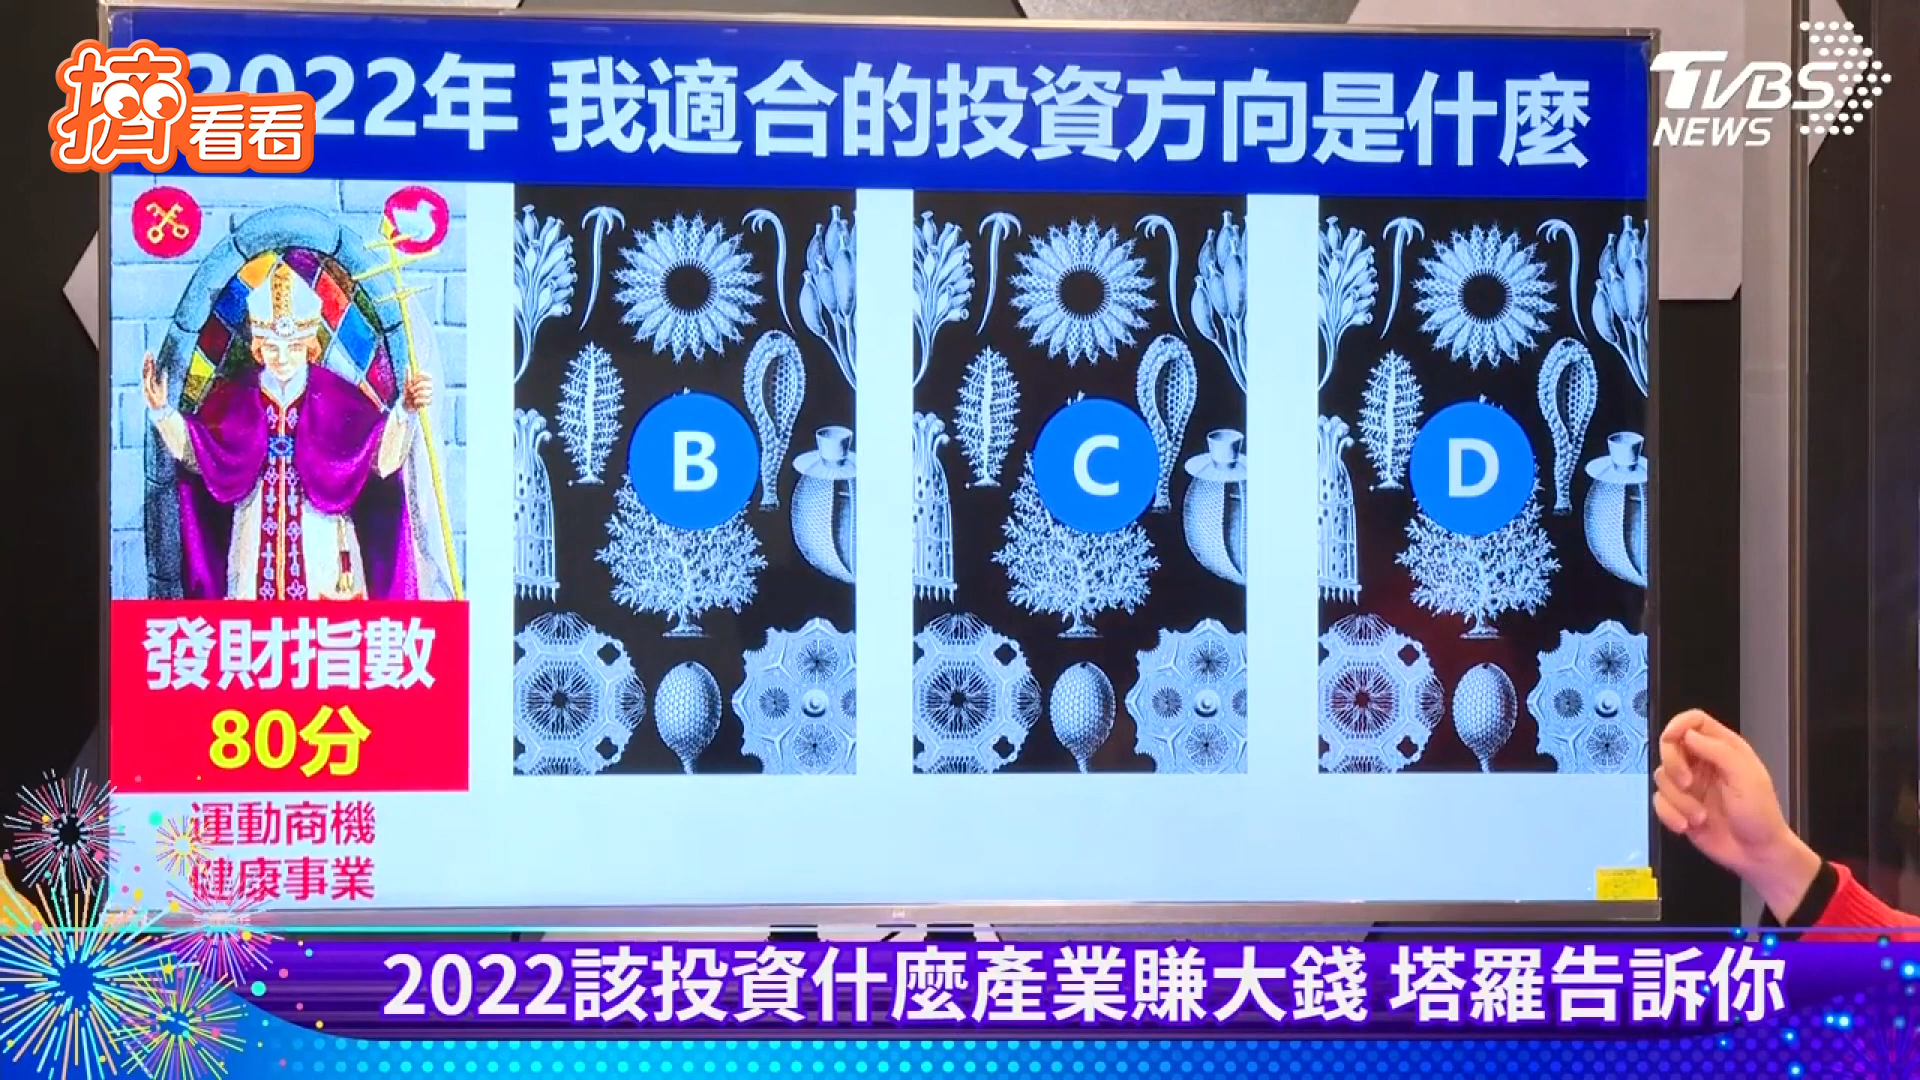 擠看看
2022年 我適合的投資方向是什麼
TVBS
NEWS
B
C
D
發財指數
80分
運動商機
健康事業
2022該投資什麼產業賺大錢 塔羅告訴你